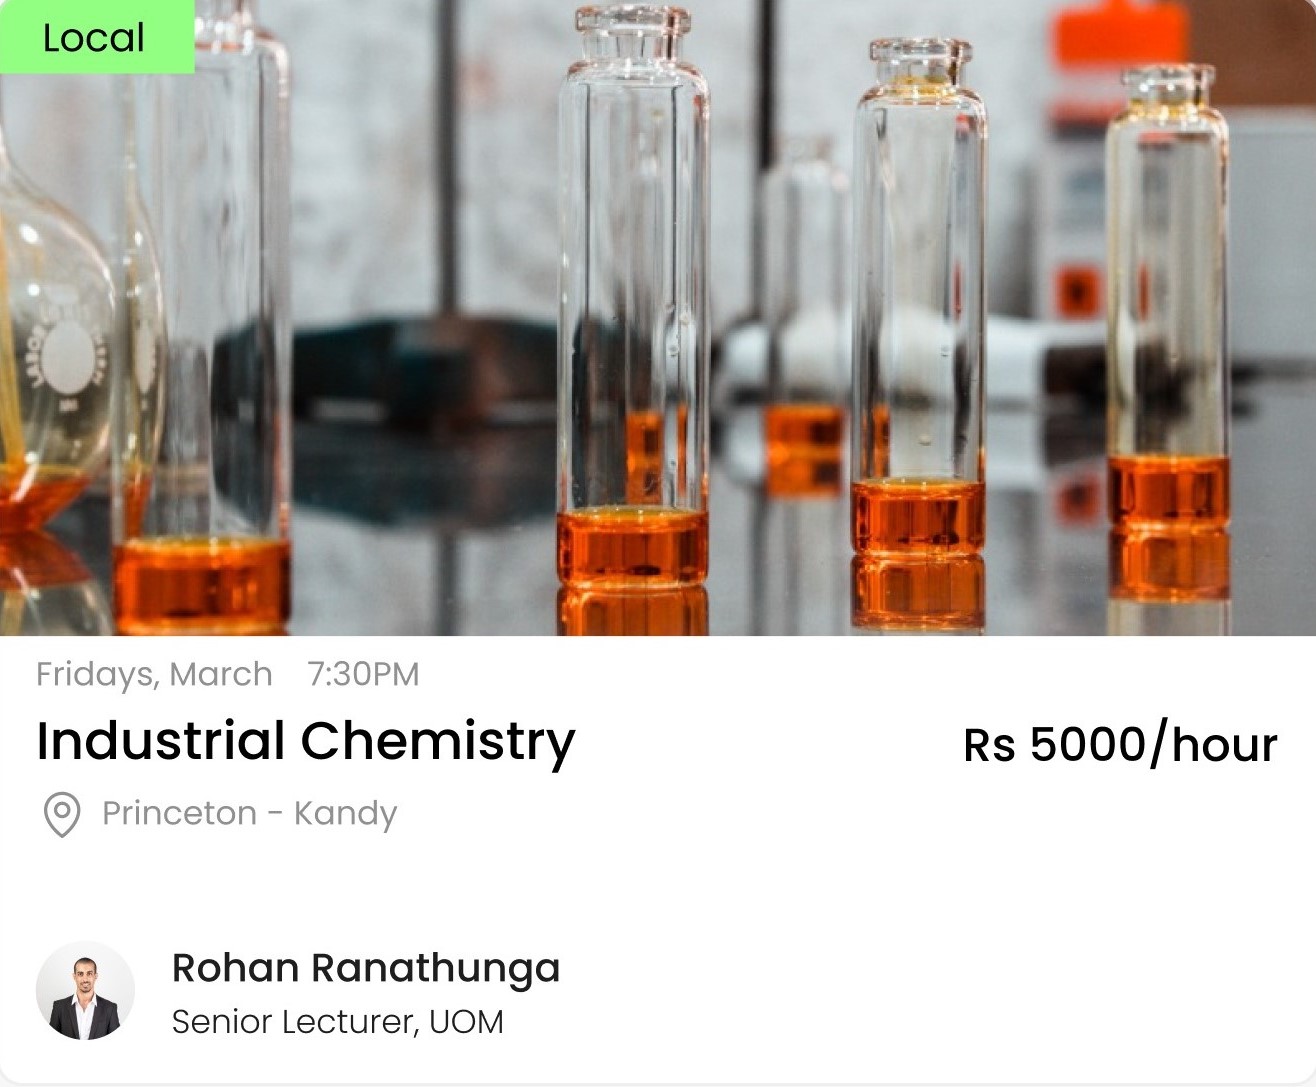 Local
Fridays, March 7:30PM
Industrial Chemistry
Rs 5000/hour
Princeton - Kandy
Rohan Ranathunga
Senior Lecturer, UOM